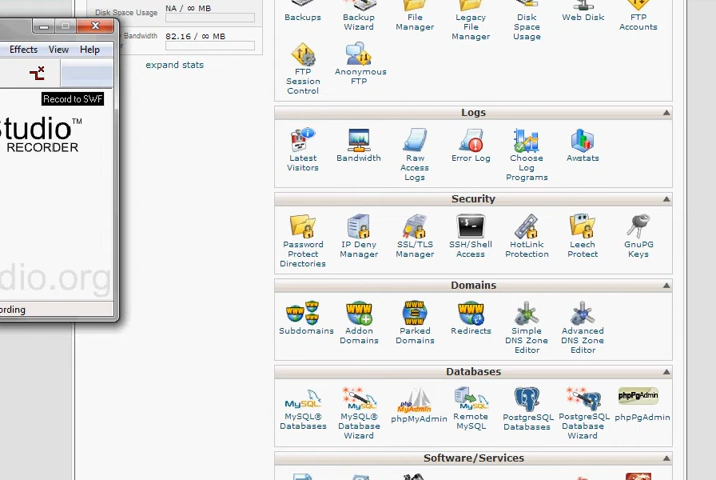 Disk Space Usage
NA / ∞ MB
Bandwidth
82.16 / ∞ MB
expand stats
Effects View Help
Record to SWF
Studio™
RECORDER
dio.org
ording
Backups
Backup
Wizard
File
Manager
Legacy
File
Manager
Disk
Space
Usage
Web Disk
FTP
Accounts
FTP
Session
Control
Anonymous
FTP
Logs
Latest
Visitors
Bandwidth
Raw
Access
Logs
Error Log
Choose
Log
Programs
Awstats
Security
Password
Protect
Directories
IP Deny
Manager
SSL/TLS
Manager
SSH/Shell
Access
HotLink
Protection
Leech
Protect
GnuPG
Keys
Domains
Subdomains
Addon
Domains
Parked
Domains
Redirects
Simple
DNS Zone
Editor
Advanced
DNS Zone
Editor
Databases
MySQL®
Databases
MySQL®
Database
Wizard
phpMyAdmin
Remote
MySQL
PostgreSQL
Databases
PostgreSQL
Database
Wizard
phpPgAdmin
Software/Services